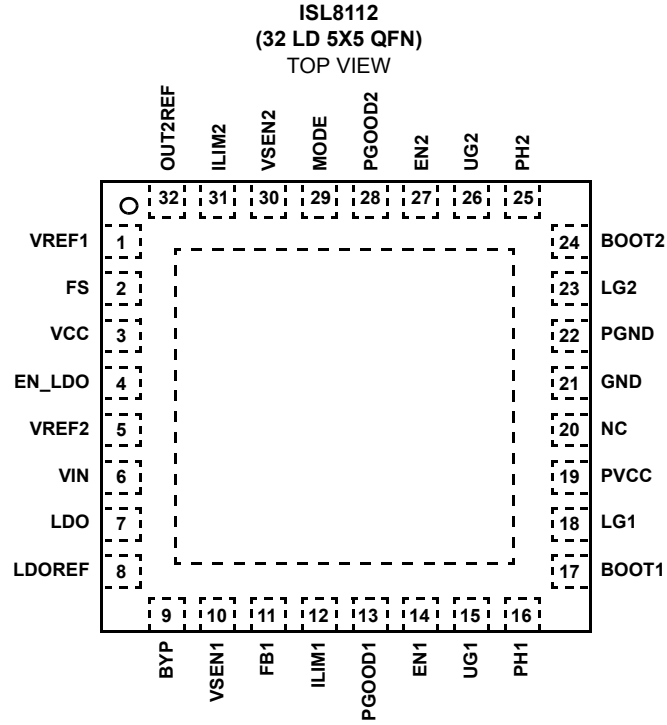 ISL8112
(32 LD 5X5 QFN)
TOP VIEW
OUT2REF
ILIM2
VSEN2
MODE
PGOOD2
EN2
UG2
PH2
32 31 30 29 28 27 26 25
VREF1 1
FS 2
VCC 3
EN_LDO 4
VREF2 5
VIN 6
LDO 7
LDOREF 8
24 BOOT2
23 LG2
22 PGND
21 GND
20 NC
19 PVCC
18 LG1
17 BOOT1
9 10 11 12 13 14 15 16
BYP
VSEN1
FB1
ILIM1
PGOOD1
EN1
UG1
PH1